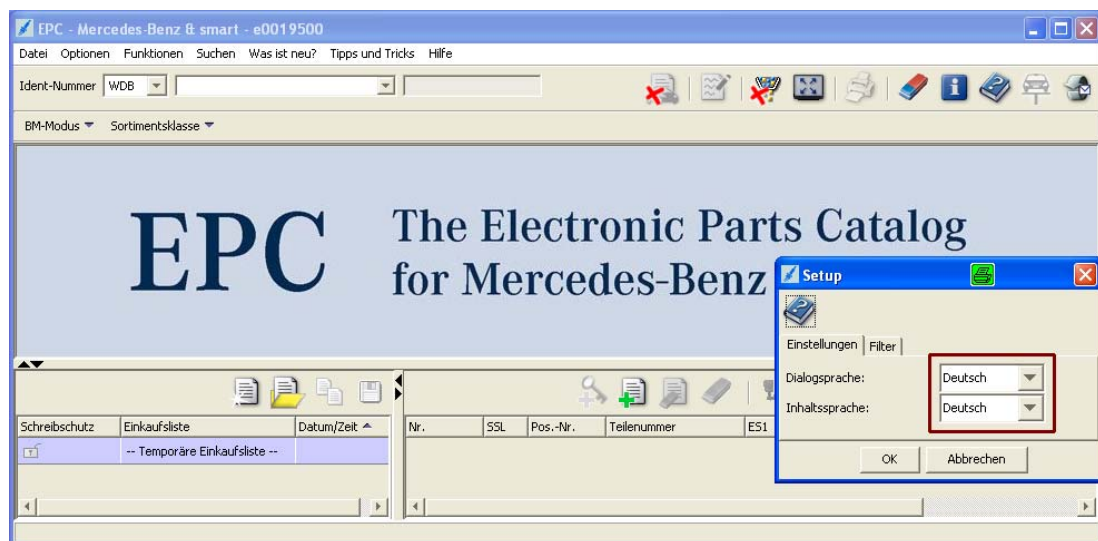 EPC - Mercedes-Benz & smart - e0019500
Datei Optionen Funktionen Suchen Was ist neu? Tipps und Tricks Hilfe
Ident-Nummer WDB
BM-Modus Sortimentsklasse
EPC
The Electronic Parts Catalog
for Mercedes-Benz
Setup
Einstellungen Filter
Dialogsprache: Deutsch
Inhaltssprache: Deutsch
OK Abbrechen
Schreibschutz Einkaufsliste Datum/Zeit Nr. SSL Pos.-Nr. Teilenummer ES1
-- Temporäre Einkaufsliste --